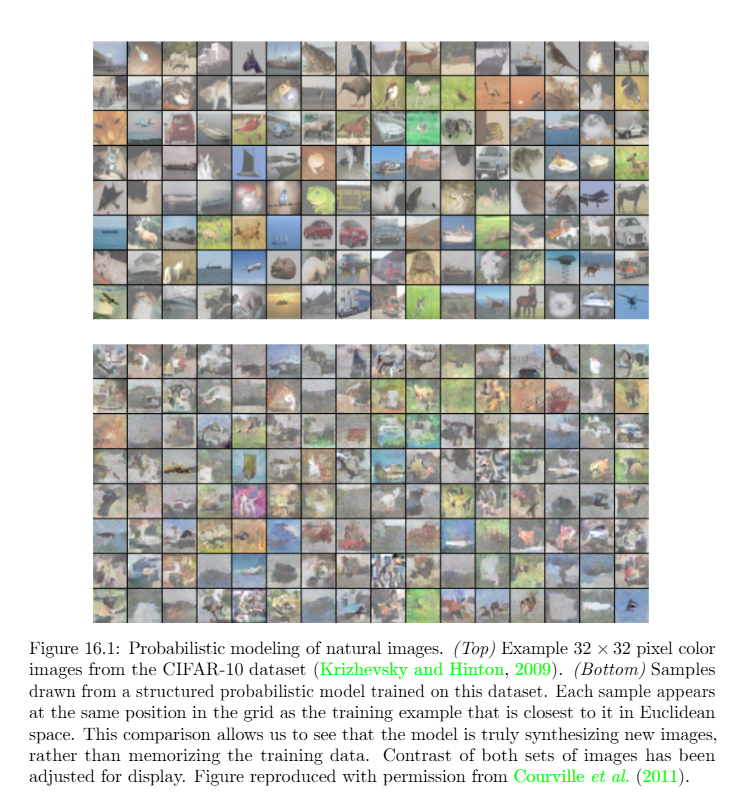 Figure 16.1: Probabilistic modeling of natural images. (Top) Example 32 × 32 pixel color
images from the CIFAR-10 dataset (Krizhevsky and Hinton, 2009). (Bottom) Samples
drawn from a structured probabilistic model trained on this dataset. Each sample appears
at the same position in the grid as the training example that is closest to it in Euclidean
space. This comparison allows us to see that the model is truly synthesizing new images,
rather than memorizing the training data. Contrast of both sets of images has been
adjusted for display. Figure reproduced with permission from Courville et al. (2011).